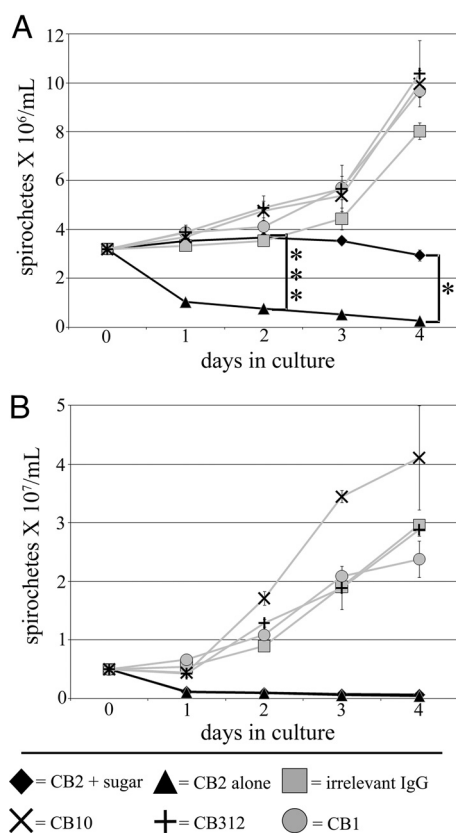 A
spirochetes X 10⁶/mL
12
10
8
6
4
2
0
***
*
0 1 2 3 4
days in culture
B
spirochetes X 10⁷/mL
5
4
3
2
1
0
0 1 2 3 4
days in culture
= CB2 + sugar = CB2 alone = irrelevant IgG
= CB10 = CB312 = CB1